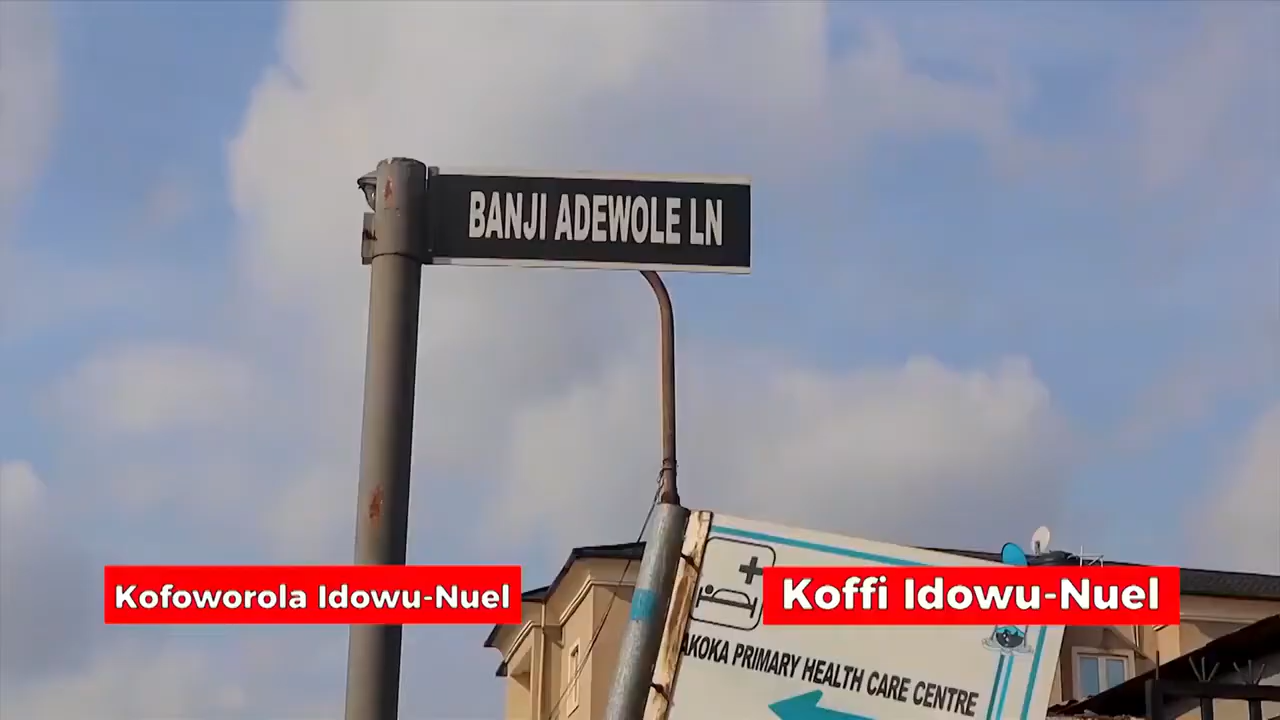 BANJI ADEWOLE LN
Kofoworola Idowu-Nuel
Koffi Idowu-Nuel
AKOKA PRIMARY HEALTH CARE CENTRE